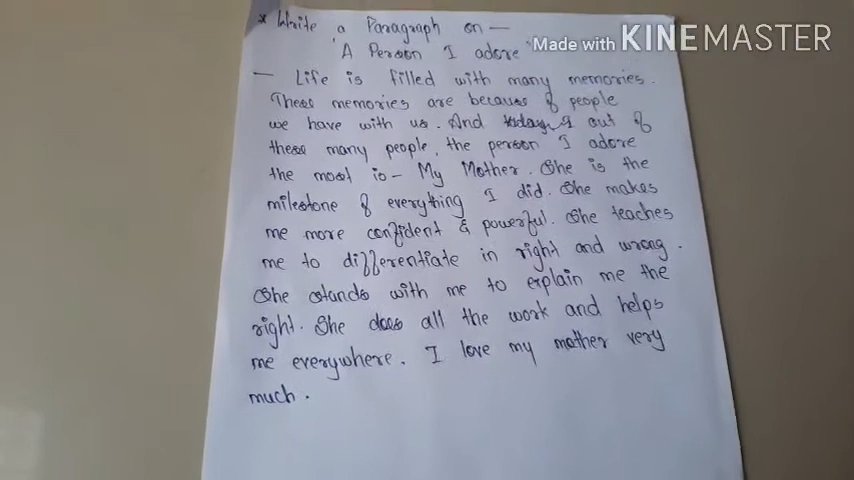 * Write a Paragraph on —
'A Person I adore'
Made with KINEMASTER
— Life is filled with many memories.
These memories are because of people
we have with us. And today, out of
these many people, the person I adore
the most is - My Mother. She is the
milestone of everything I did. She makes
me more confident & powerful. She teaches
me to differentiate in right and wrong.
She stands with me to explain me the
right. She does all the work and helps
me everywhere. I love my mother very
much.